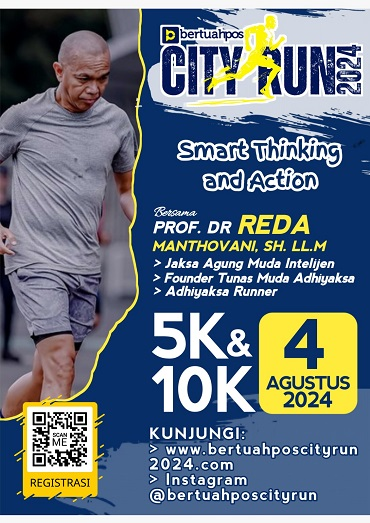 bertuahpos
CITY RUN
2024
Smart Thinking
and Action
Bersama
PROF. DR REDA
MANTHOVANI, SH. LL.M
> Jaksa Agung Muda Intelijen
> Founder Tunas Muda Adhiyaksa
> Adhiyaksa Runner
5K &
10K
4
AGUSTUS
2024
SCAN
ME
REGISTRASI
KUNJUNGI:
> www.bertuahposcityrun
2024.com
> Instagram
@bertuahposcityrun